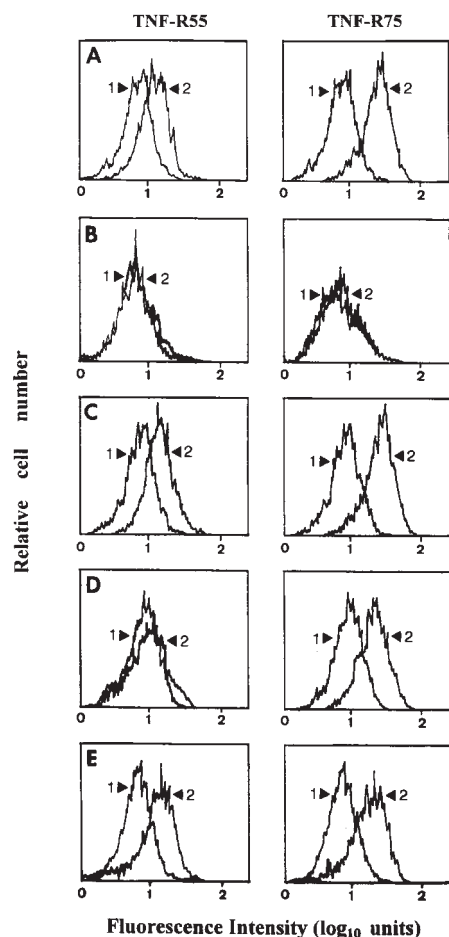 TNF-R55 TNF-R75
A 1 2 1 2
0 1 2 0 1 2
B 1 2 1 2
0 1 2 0 1 2
C 1 2 1 2
0 1 2 0 1 2
D 1 2 1 2
0 1 2 0 1 2
E 1 2 1 2
0 1 2 0 1 2
Relative cell number
Fluorescence Intensity (log10 units)